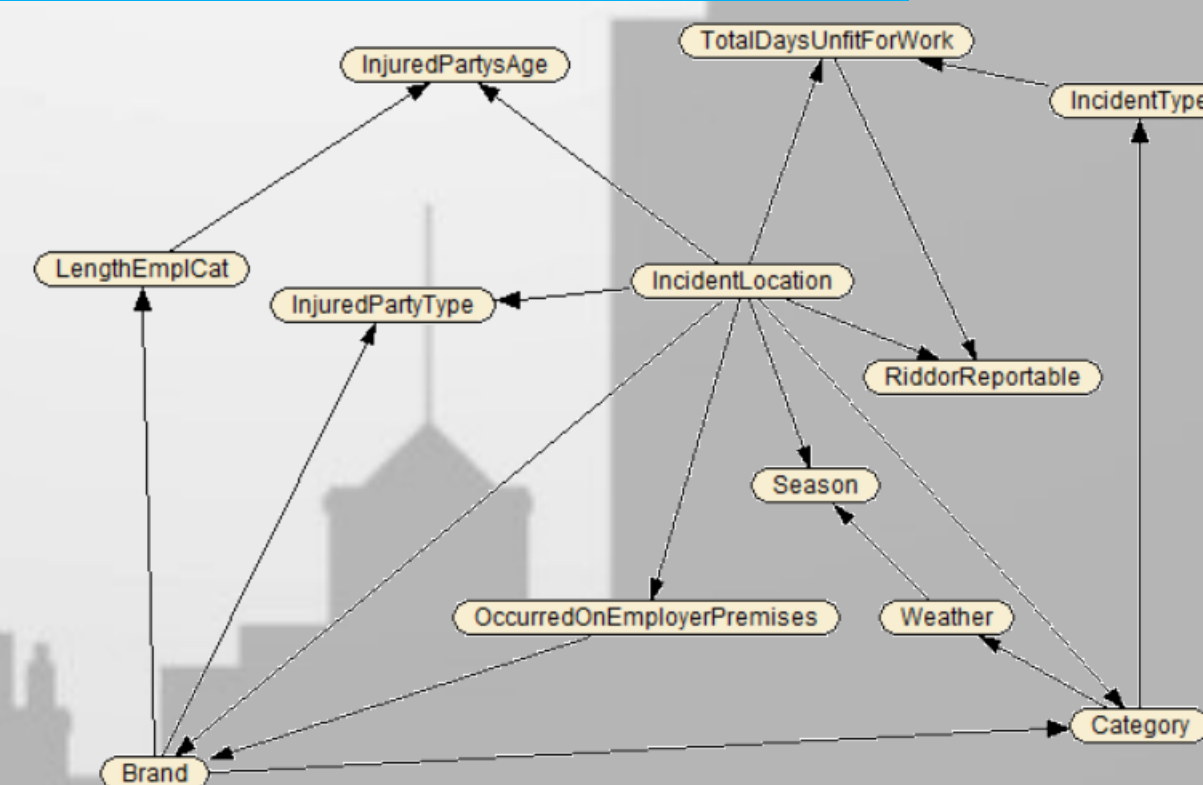 TotalDaysUnfitForWork
InjuredPartysAge
IncidentType
LengthEmplCat
IncidentLocation
InjuredPartyType
RiddorReportable
Season
OccurredOnEmployerPremises
Weather
Category
Brand